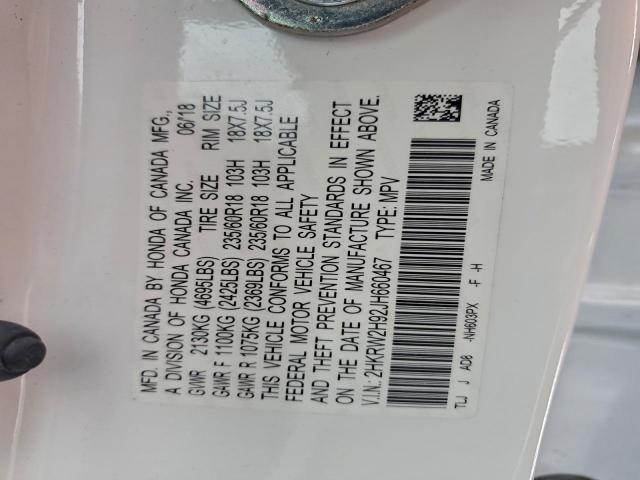 MFD. IN CANADA BY HONDA OF CANADA MFG.,
A DIVISION OF HONDA CANADA INC. 06/18
GVWR 2130KG (4695LBS) TIRE SIZE RIM SIZE
GAWR F 1100KG (2425LBS) 235/60R18 103H 18X7.5J
GAWR R 1075KG (2369LBS) 235/60R18 103H 18X7.5J
THIS VEHICLE CONFORMS TO ALL APPLICABLE
FEDERAL MOTOR VEHICLE SAFETY
AND THEFT PREVENTION STANDARDS IN EFFECT
ON THE DATE OF MANUFACTURE SHOWN ABOVE.
V.I.N.: 2HKRW2H92JH660467 TYPE: MPV
TLJ J AD8 -NH603PX -F -H MADE IN CANADA